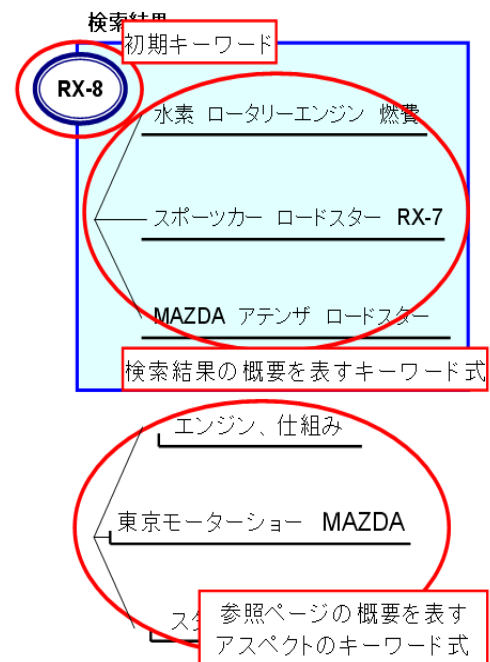 検索結果
初期キーワード
RX-8
水素 ロータリーエンジン 燃費
スポーツカー ロードスター RX-7
MAZDA アテンザ ロードスター
検索結果の概要を表すキーワード式
エンジン、仕組み
東京モーターショー MAZDA
参照ページの概要を表す
アスペクトのキーワード式